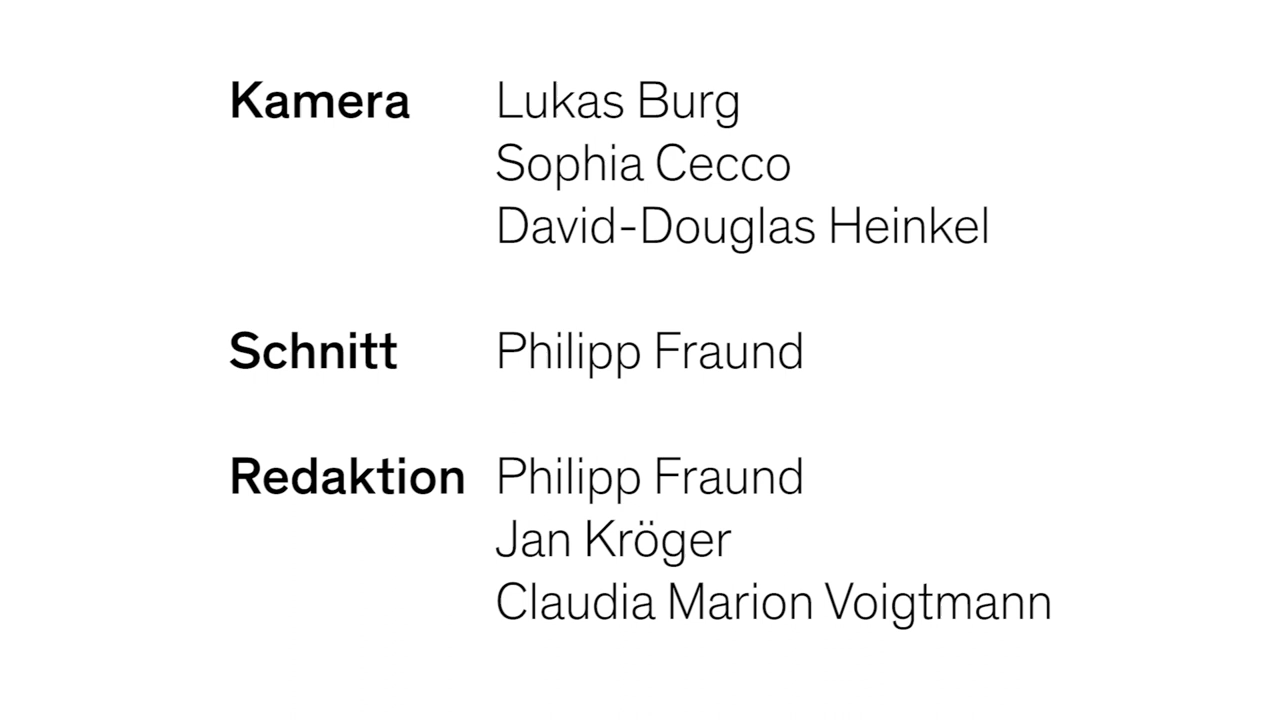 Kamera Lukas Burg
Sophia Cecco
David-Douglas Heinkel
Schnitt Philipp Fraund
Redaktion Philipp Fraund
Jan Kröger
Claudia Marion Voigtmann